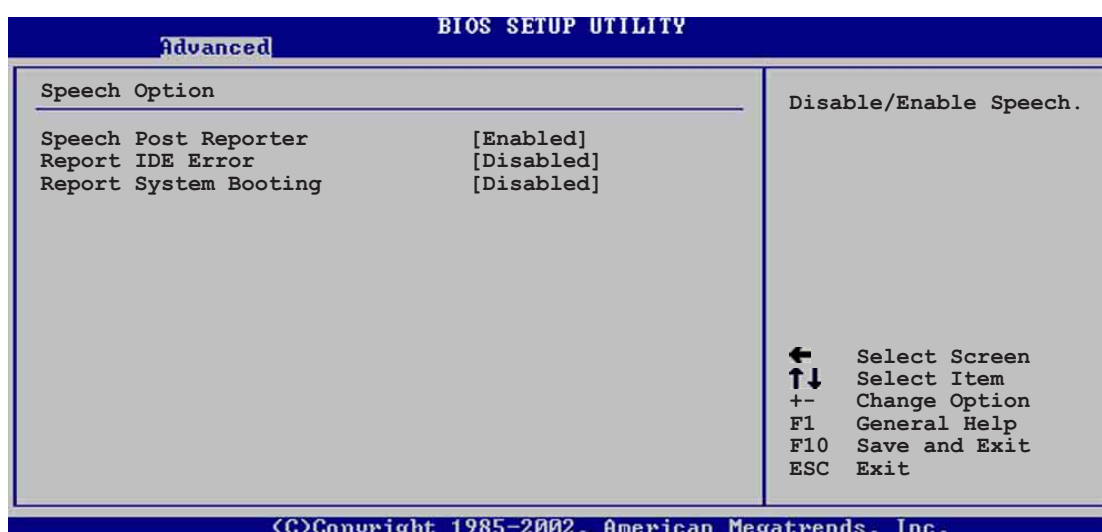 BIOS SETUP UTILITY
Advanced
Speech Option
Speech Post Reporter [Enabled]
Report IDE Error [Disabled]
Report System Booting [Disabled]
Disable/Enable Speech.
← Select Screen
↑↓ Select Item
+- Change Option
F1 General Help
F10 Save and Exit
ESC Exit
(C)Copyright 1985-2002, American Megatrends, Inc.